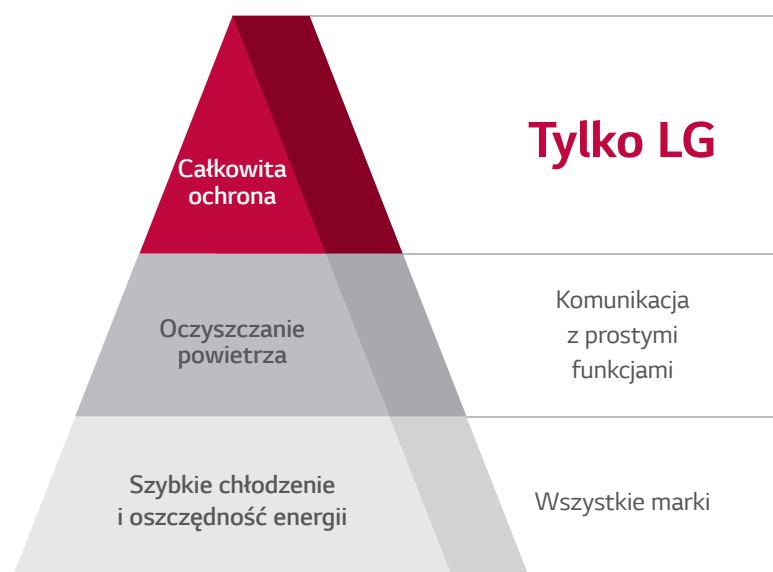 Całkowita
ochrona
Tylko LG
Oczyszczanie
powietrza
Komunikacja
z prostymi
funkcjami
Szybkie chłodzenie
i oszczędność energii
Wszystkie marki